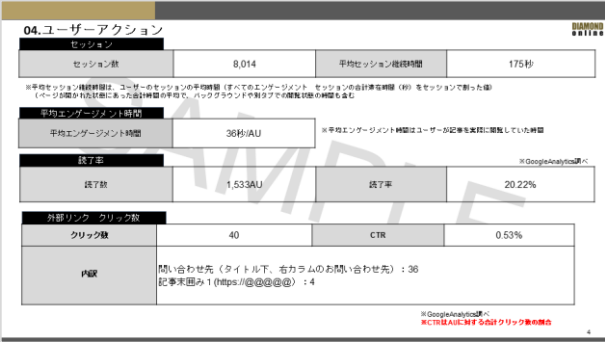 04.ユーザーアクション
DIAMOND
online
セッション
セッション数 8,014 平均セッション継続時間 175秒
※平均セッション継続時間は、ユーザーのセッションの平均時間（すべてのエンゲージメント セッションの合計滞在時間（秒）をセッションで割った値）
（ページが開かれた状態にあった合計時間の平均で、バックグラウンドや別タブでの閲覧状態の時間も含む
平均エンゲージメント時間
平均エンゲージメント時間 36秒/AU
※平均エンゲージメント時間はユーザーが記事を実際に閲覧していた時間
読了率
※GoogleAnalytics調べ
読了数 1,533AU 読了率 20.22%
外部リンク クリック数
クリック数 40 CTR 0.53%
内訳
問い合わせ先（タイトル下、右カラムのお問い合わせ先）：36
記事末囲み１(https://@@@@@）：4
※GoogleAnalytics調べ
※CTRはAUに対する合計クリック数の割合
4
SAMPLE